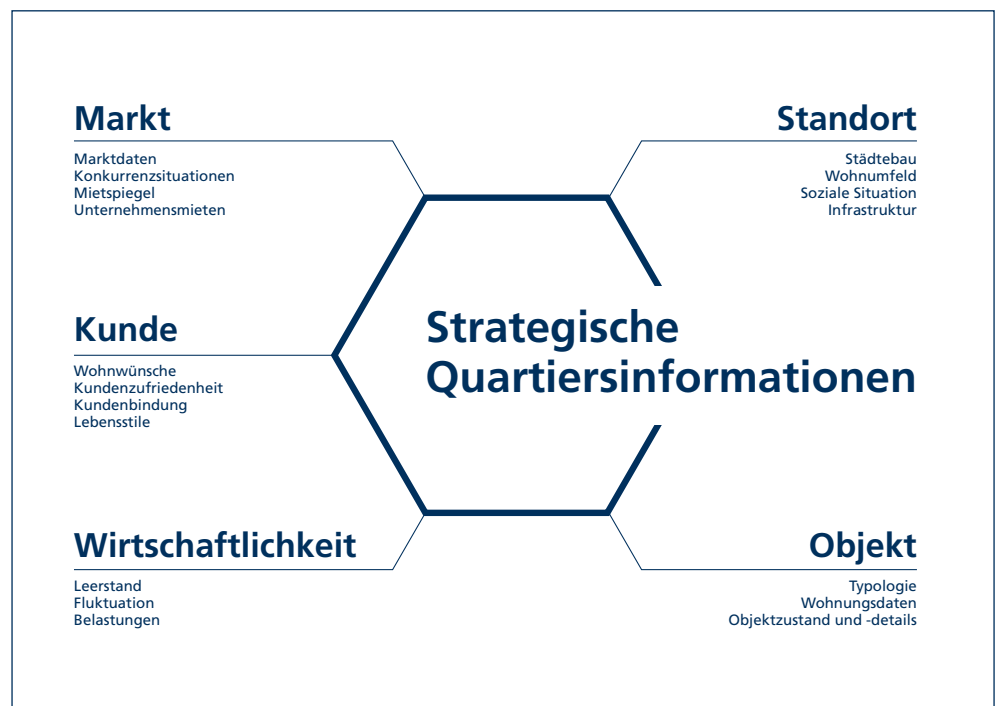 Markt
Marktdaten
Konkurrenzsituationen
Mietspiegel
Unternehmensmieten
Standort
Städtebau
Wohnumfeld
Soziale Situation
Infrastruktur
Kunde
Wohnwünsche
Kundenzufriedenheit
Kundenbindung
Lebensstile
Strategische
Quartiersinformationen
Wirtschaftlichkeit
Leerstand
Fluktuation
Belastungen
Objekt
Typologie
Wohnungsdaten
Objektzustand und -details